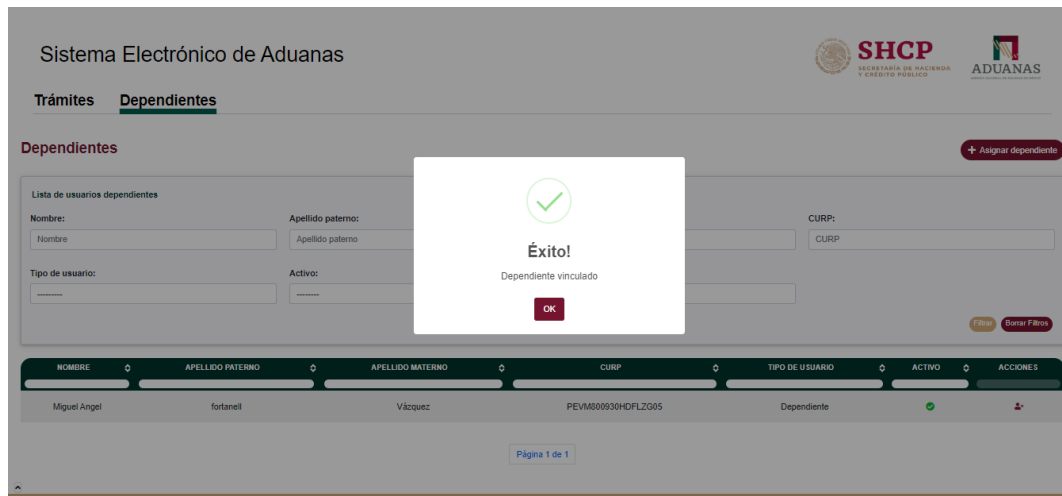 Sistema Electrónico de Aduanas
SHCP
SECRETARÍA DE HACIENDA
Y CRÉDITO PÚBLICO
ADUANAS
Trámites Dependientes
Dependientes
+ Asignar dependiente
Lista de usuarios dependientes
Nombre: Apellido paterno: CURP:
Nombre Apellido paterno CURP
Tipo de usuario: Activo:
--------- ---------
Éxito!
Dependiente vinculado
OK
Filtrar Borrar Filtros
NOMBRE APELLIDO PATERNO APELLIDO MATERNO CURP TIPO DE USUARIO ACTIVO ACCIONES
Miguel Angel fortanell Vázquez PEVM800930HDFLZG05 Dependiente
Página 1 de 1